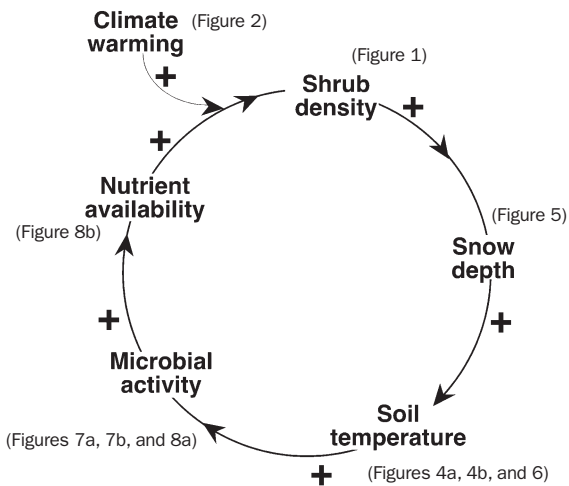 Climate
warming
(Figure 2)
+
(Figure 1)
Shrub
density
+
+
Nutrient
availability
(Figure 8b)
(Figure 5)
Snow
depth
+
+
Microbial
activity
(Figures 7a, 7b, and 8a)
Soil
temperature
+
(Figures 4a, 4b, and 6)